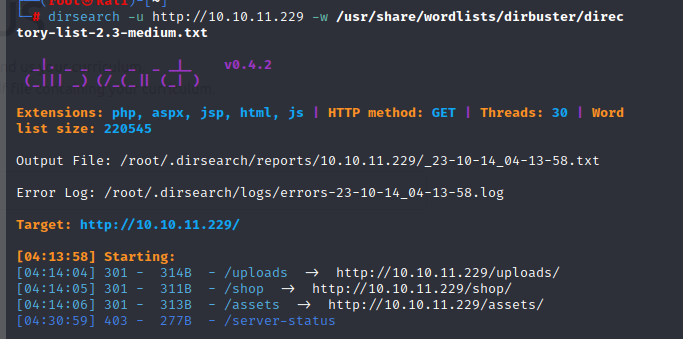 (root㉿kali)-[~]
# dirsearch -u http://10.10.11.229 -w /usr/share/wordlists/dirbuster/direc
tory-list-2.3-medium.txt
_|. _ _ _ _ _ _|_ v0.4.2
(_||| _) (/_(_|| (_| )
Extensions: php, aspx, jsp, html, js | HTTP method: GET | Threads: 30 | Word
list size: 220545
Output File: /root/.dirsearch/reports/10.10.11.229/_23-10-14_04-13-58.txt
Error Log: /root/.dirsearch/logs/errors-23-10-14_04-13-58.log
Target: http://10.10.11.229/
[04:13:58] Starting:
[04:14:04] 301 - 314B - /uploads -> http://10.10.11.229/uploads/
[04:14:05] 301 - 311B - /shop -> http://10.10.11.229/shop/
[04:14:06] 301 - 313B - /assets -> http://10.10.11.229/assets/
[04:30:59] 403 - 277B - /server-status